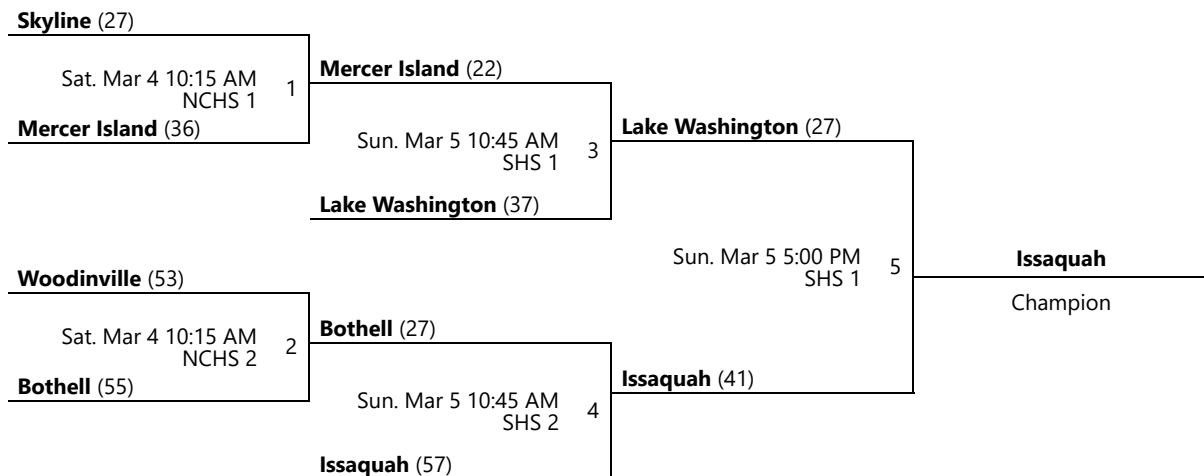 Skyline (27)
Sat. Mar 4 10:15 AM
NCHS 1
1
Mercer Island (36)
Mercer Island (22)
Sun. Mar 5 10:45 AM
SHS 1
3
Lake Washington (37)
Lake Washington (27)
Sun. Mar 5 5:00 PM
SHS 1
5
Issaquah
Champion
Woodinville (53)
Sat. Mar 4 10:15 AM
NCHS 2
2
Bothell (55)
Bothell (27)
Sun. Mar 5 10:45 AM
SHS 2
4
Issaquah (57)
Issaquah (41)